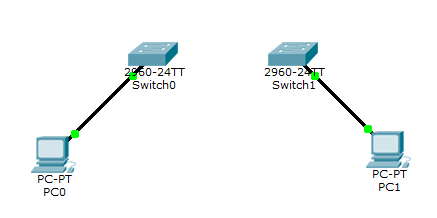 2960-24TT
Switch0
2960-24TT
Switch1
PC-PT
PC0
PC-PT
PC1